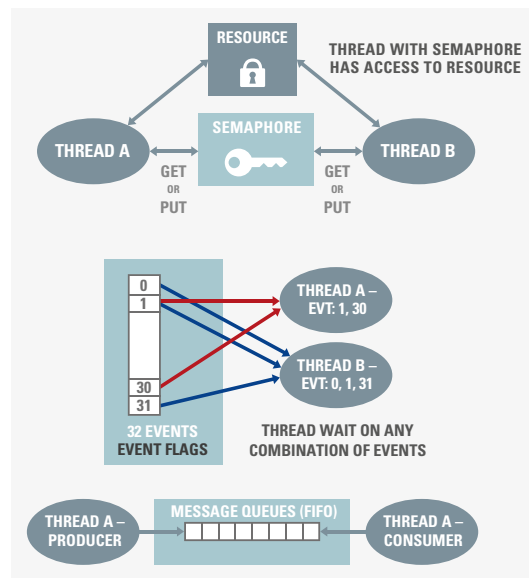 RESOURCE
THREAD WITH SEMAPHORE
HAS ACCESS TO RESOURCE
SEMAPHORE
THREAD A
THREAD B
GET
OR
PUT
GET
OR
PUT
0
1
30
31
THREAD A –
EVT: 1, 30
THREAD B –
EVT: 0, 1, 31
32 EVENTS
EVENT FLAGS
THREAD WAIT ON ANY
COMBINATION OF EVENTS
MESSAGE QUEUES (FIFO)
THREAD A –
PRODUCER
THREAD A –
CONSUMER